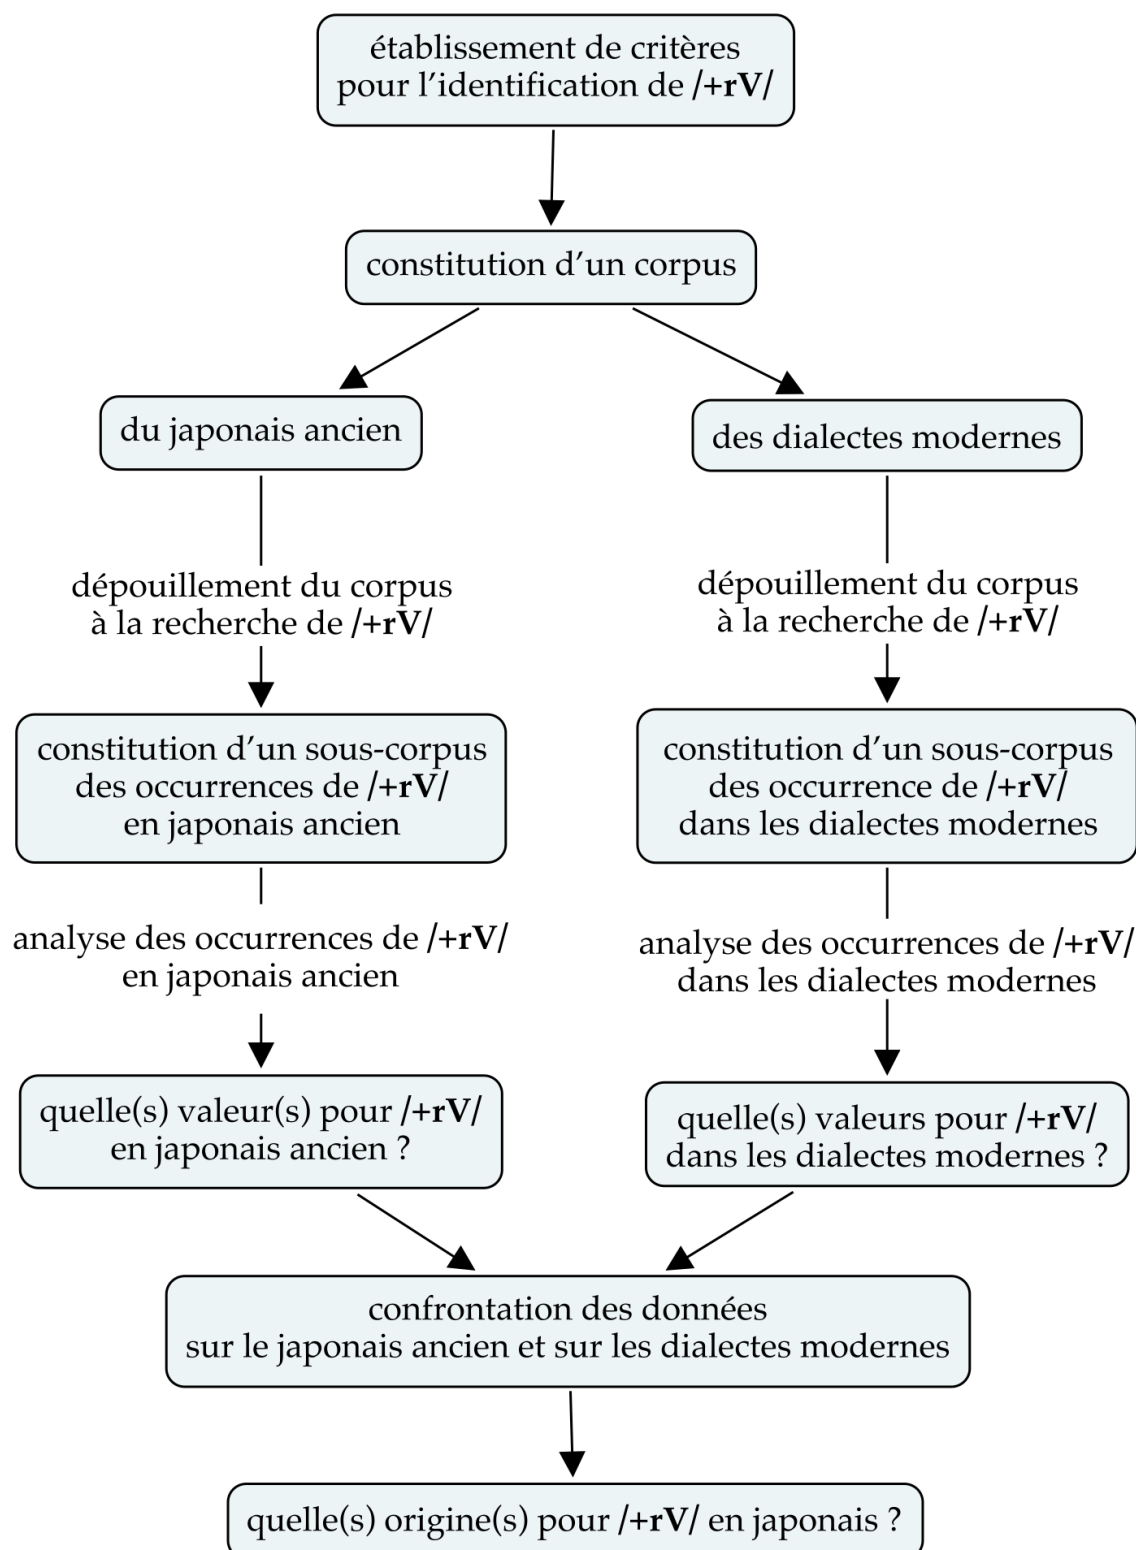 établissement de critères
pour l’identification de /+rV/
constitution d’un corpus
du japonais ancien
des dialectes modernes
dépouillement du corpus
à la recherche de /+rV/
dépouillement du corpus
à la recherche de /+rV/
constitution d’un sous-corpus
des occurrences de /+rV/
en japonais ancien
constitution d’un sous-corpus
des occurrence de /+rV/
dans les dialectes modernes
analyse des occurrences de /+rV/
en japonais ancien
analyse des occurrences de /+rV/
dans les dialectes modernes
quelle(s) valeur(s) pour /+rV/
en japonais ancien ?
quelle(s) valeurs pour /+rV/
dans les dialectes modernes ?
confrontation des données
sur le japonais ancien et sur les dialectes modernes
quelle(s) origine(s) pour /+rV/ en japonais ?